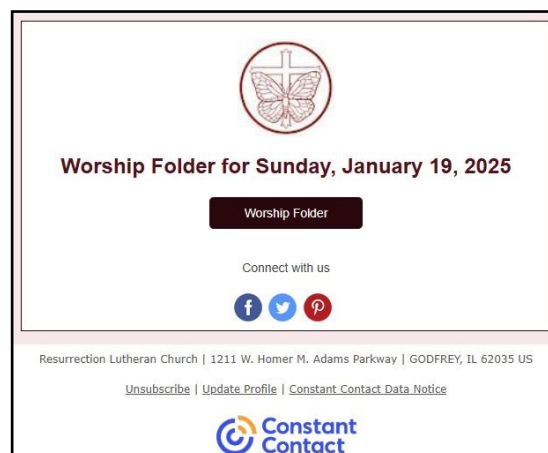 Worship Folder for Sunday, January 19, 2025
Worship Folder
Connect with us
Resurrection Lutheran Church | 1211 W. Homer M. Adams Parkway | GODFREY, IL 62035 US
Unsubscribe | Update Profile | Constant Contact Data Notice
Constant
Contact